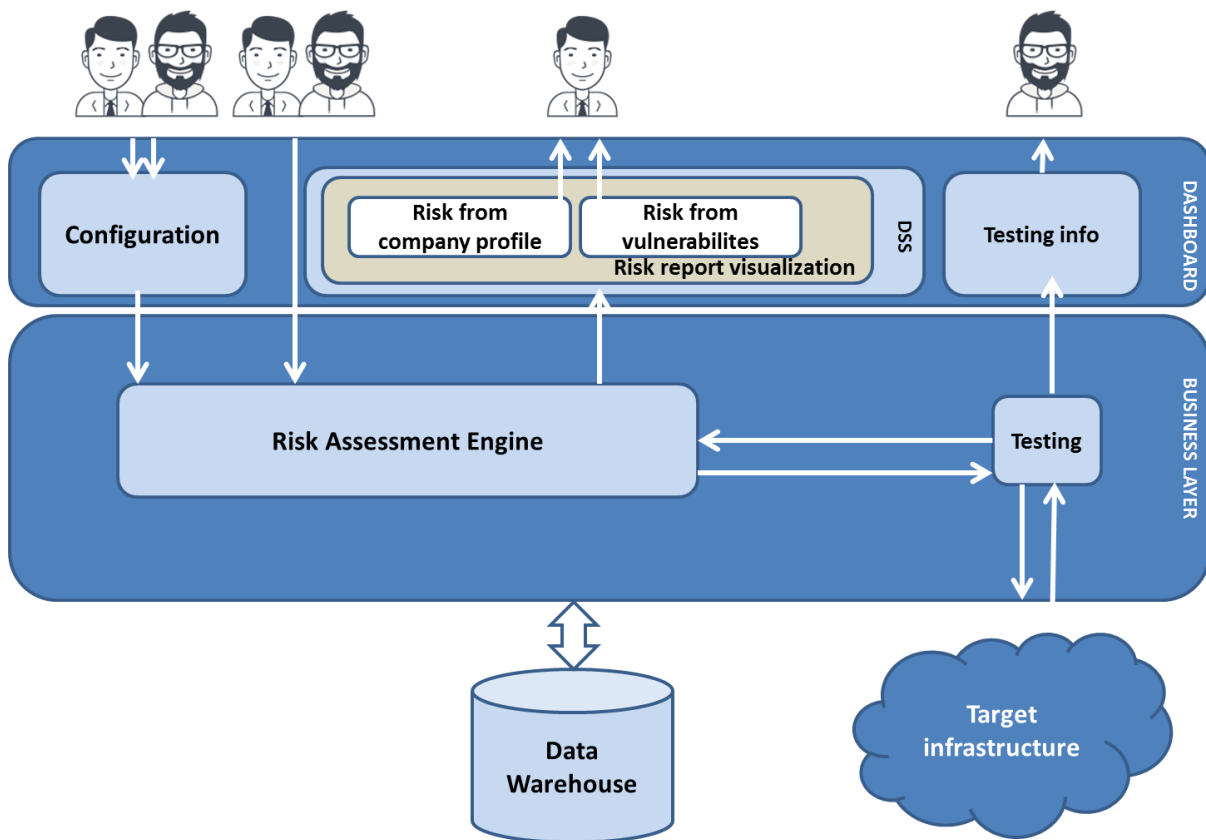 Configuration
Risk from
company profile
Risk from
vulnerabilites
Risk report visualization
DSS
Testing info
DASHBOARD
Risk Assessment Engine
Testing
BUSINESS LAYER
Data
Warehouse
Target
infrastructure